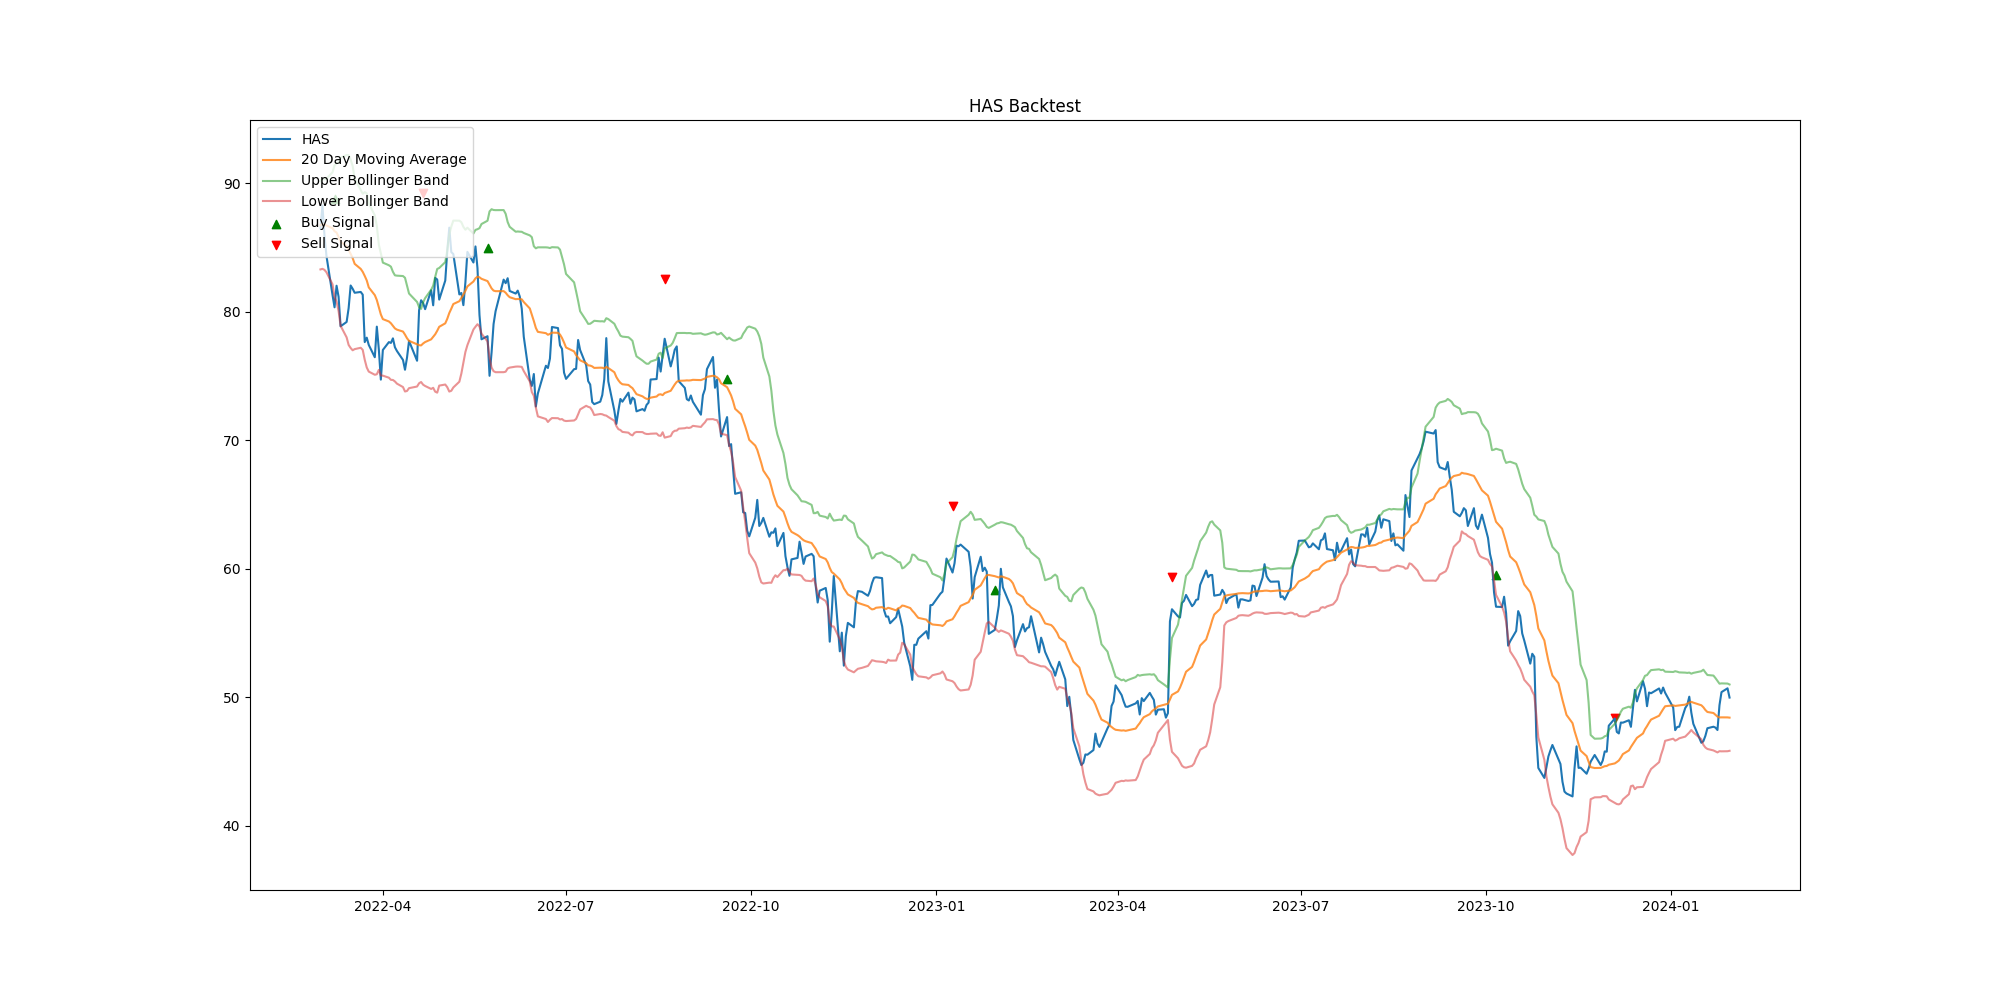 HAS Backtest
HAS
20 Day Moving Average
Upper Bollinger Band
Lower Bollinger Band
Buy Signal
Sell Signal
90
80
70
60
50
40
2022-04
2022-07
2022-10
2023-01
2023-04
2023-07
2023-10
2024-01